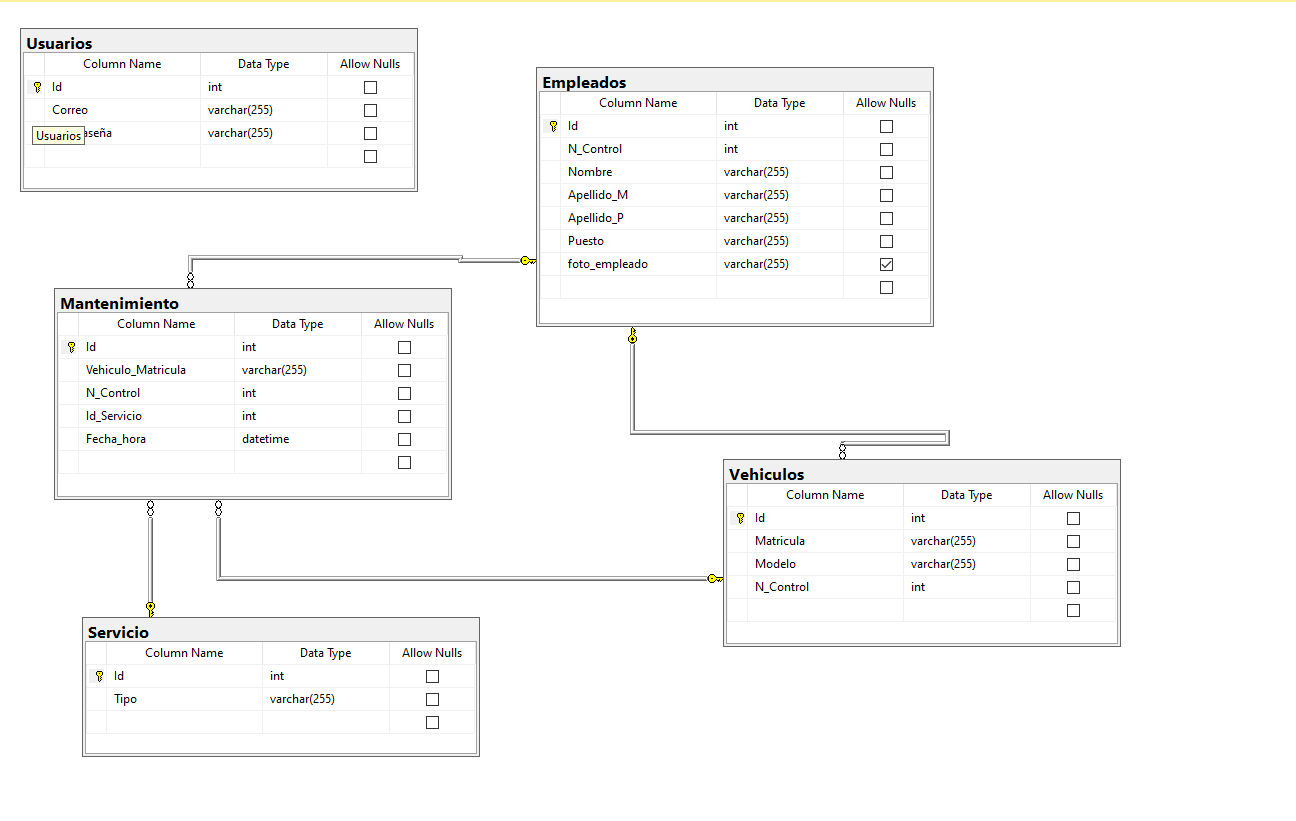 Usuarios
Column Name Data Type Allow Nulls
Id int
Correo varchar(255)
aseña varchar(255)
Usuarios
Empleados
Column Name Data Type Allow Nulls
Id int
N_Control int
Nombre varchar(255)
Apellido_M varchar(255)
Apellido_P varchar(255)
Puesto varchar(255)
foto_empleado varchar(255)
Mantenimiento
Column Name Data Type Allow Nulls
Id int
Vehiculo_Matricula varchar(255)
N_Control int
Id_Servicio int
Fecha_hora datetime
Vehiculos
Column Name Data Type Allow Nulls
Id int
Matricula varchar(255)
Modelo varchar(255)
N_Control int
Servicio
Column Name Data Type Allow Nulls
Id int
Tipo varchar(255)